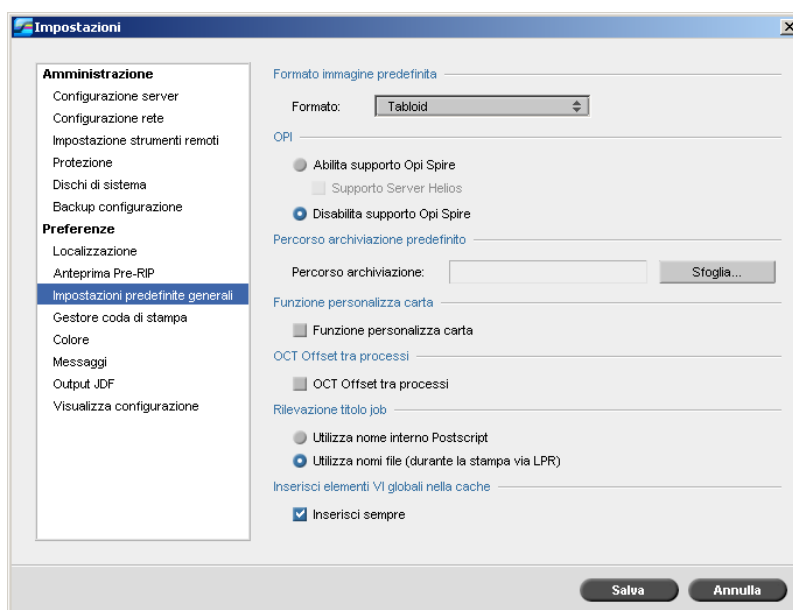 Impostazioni
Amministrazione
Configurazione server
Configurazione rete
Impostazione strumenti remoti
Protezione
Dischi di sistema
Backup configurazione
Preferenze
Localizzazione
Anteprima Pre-RIP
Impostazioni predefinite generali
Gestore coda di stampa
Colore
Messaggi
Output JDF
Visualizza configurazione
Formato immagine predefinita
Formato: Tabloid
OPI
Abilita supporto Opi Spire
Supporto Server Helios
Disabilita supporto Opi Spire
Percorso archiviazione predefinito
Percorso archiviazione: Sfoglia...
Funzione personalizza carta
Funzione personalizza carta
OCT Offset tra processi
OCT Offset tra processi
Rilevazione titolo job
Utilizza nome interno Postscript
Utilizza nomi file (durante la stampa via LPR)
Inserisci elementi VI globali nella cache
Inserisci sempre
Salva Annulla